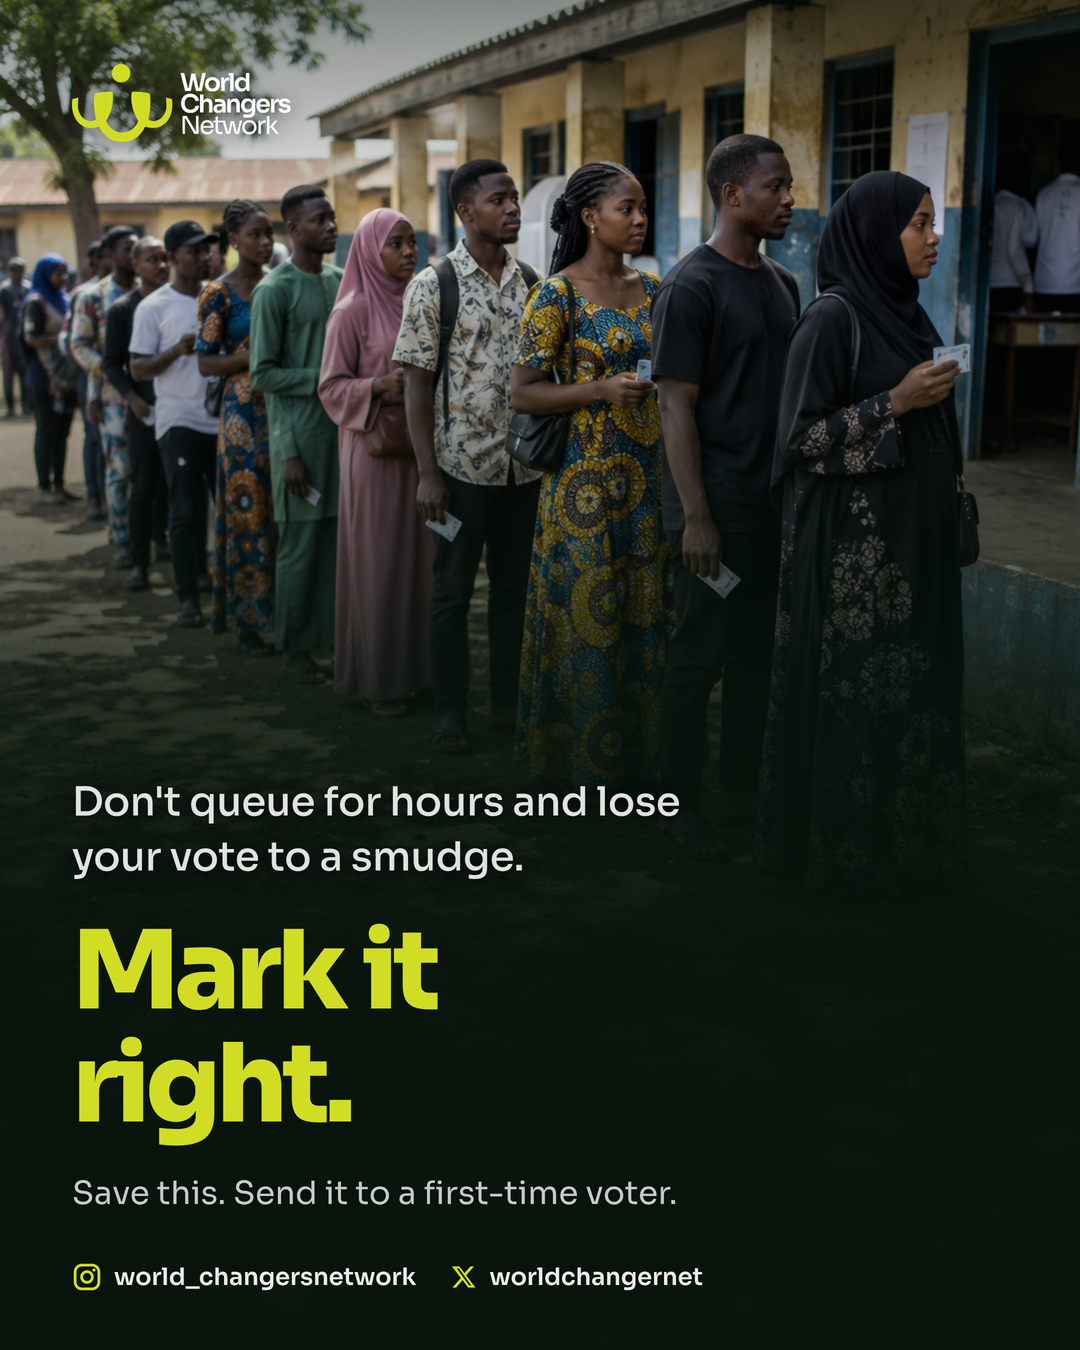 World
Changers
Network
Don't queue for hours and lose
your vote to a smudge.
Mark it
right.
Save this. Send it to a first-time voter.
world_changersnetwork
worldchangernet